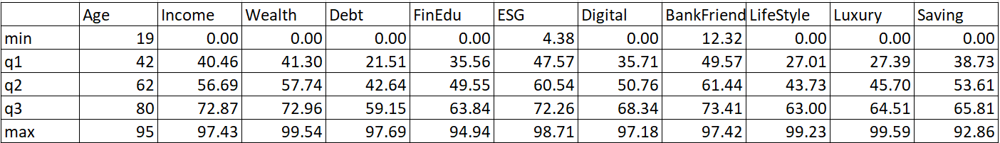 Age Income Wealth Debt FinEdu ESG Digital BankFriend LifeStyle Luxury Saving
min 19 0.00 0.00 0.00 0.00 4.38 0.00 12.32 0.00 0.00 0.00
q1 42 40.46 41.30 21.51 35.56 47.57 35.71 49.57 27.01 27.39 38.73
q2 62 56.69 57.74 42.64 49.55 60.54 50.76 61.44 43.73 45.70 53.61
q3 80 72.87 72.96 59.15 63.84 72.26 68.34 73.41 63.00 64.51 65.81
max 95 97.43 99.54 97.69 94.94 98.71 97.18 97.42 99.23 99.59 92.86